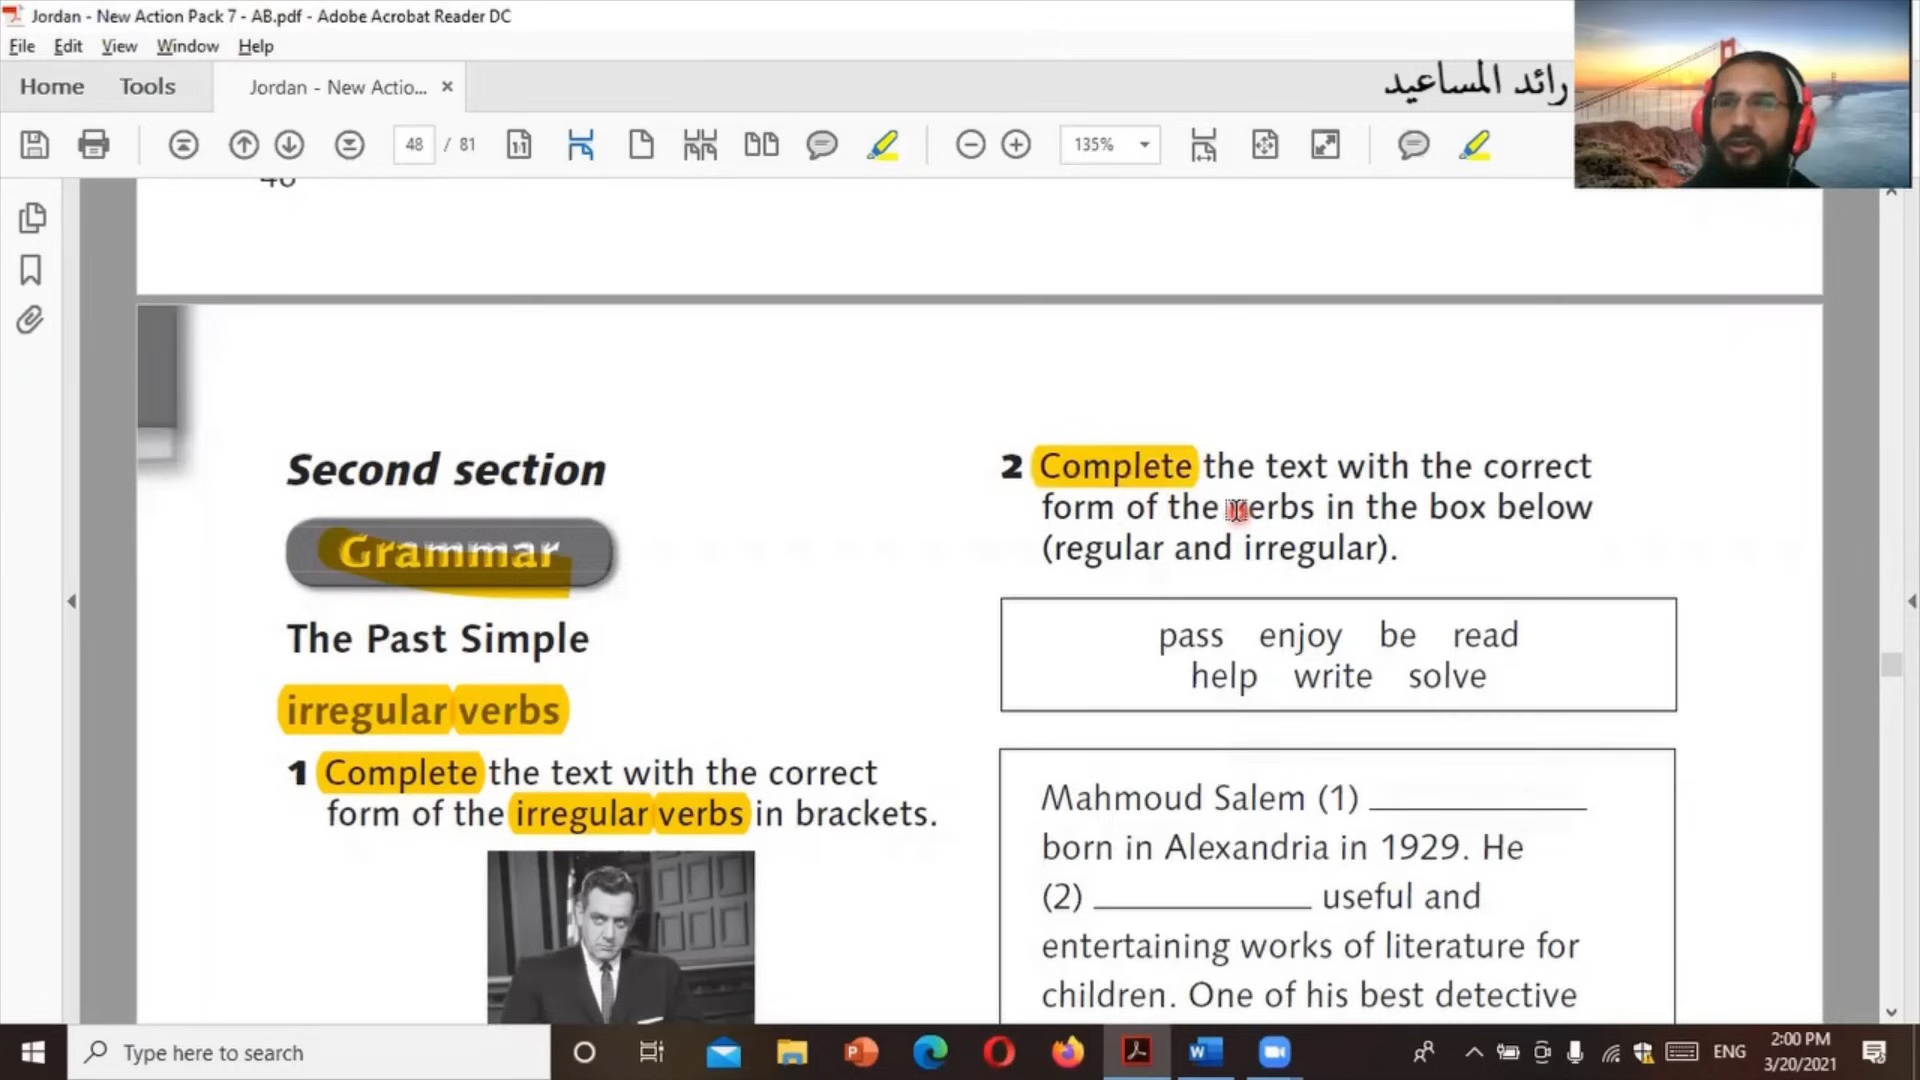 Jordan - New Action Pack 7 - AB.pdf - Adobe Acrobat Reader DC
File Edit View Window Help
Home Tools Jordan - New Actio... ×
رائد المساعيد
48 / 81 135%
Second section
Grammar
The Past Simple
irregular verbs
1 Complete the text with the correct
form of the irregular verbs in brackets.
2 Complete the text with the correct
form of the verbs in the box below
(regular and irregular).
pass enjoy be read
help write solve
Mahmoud Salem (1) ____________
born in Alexandria in 1929. He
(2) ____________ useful and
entertaining works of literature for
children. One of his best detective
Type here to search
ENG
2:00 PM
3/20/2021